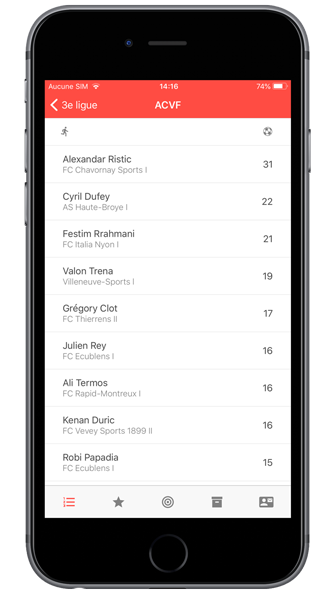 Aucune SIM 14:16 74%
3e ligue ACVF
Alexandar Ristic 31
FC Chavornay Sports I
Cyril Dufey 22
AS Haute-Broye I
Festim Rrahmani 21
FC Italia Nyon I
Valon Trena 19
Villeneuve-Sports I
Grégory Clot 17
FC Thierrens II
Julien Rey 16
FC Ecublens I
Ali Termos 16
FC Rapid-Montreux I
Kenan Duric 16
FC Vevey Sports 1899 II
Robi Papadia 15
FC Ecublens I